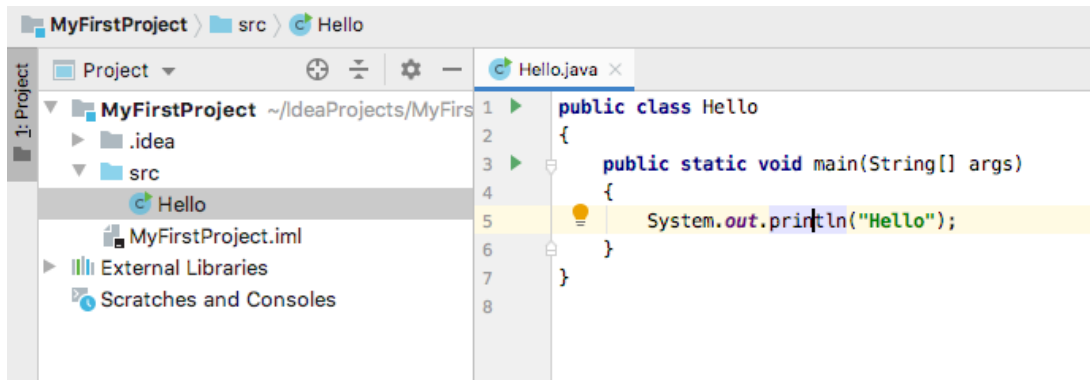 MyFirstProject src Hello
1: Project
Project
MyFirstProject ~/IdeaProjects/MyFirs
.idea
src
Hello
MyFirstProject.iml
External Libraries
Scratches and Consoles
Hello.java
1 public class Hello
2 {
3 public static void main(String[] args)
4 {
5 System.out.println("Hello");
6 }
7 }
8